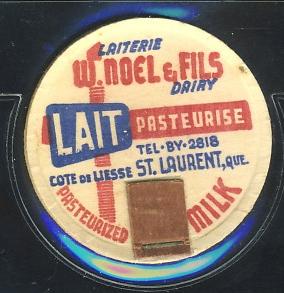 LAITERIE
W. NOEL & FILS
DAIRY
LAIT PASTEURISE
TEL-BY-2818
COTE DE LIESSE ST. LAURENT, QUE.
PASTEURIZED MILK